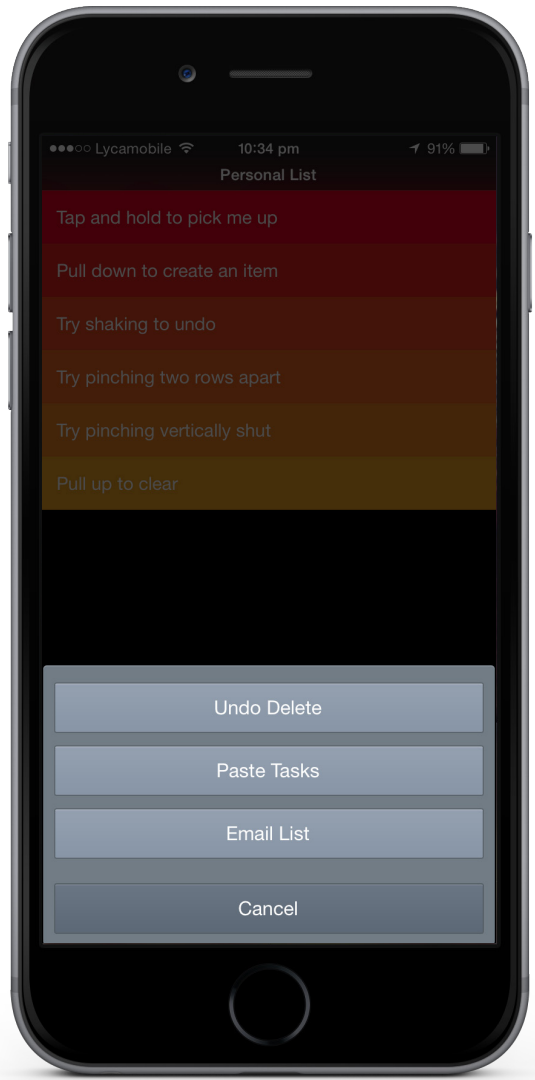 Lycamobile 10:34 pm 91%
Personal List
Tap and hold to pick me up
Pull down to create an item
Try shaking to undo
Try pinching two rows apart
Try pinching vertically shut
Pull up to clear
Undo Delete
Paste Tasks
Email List
Cancel